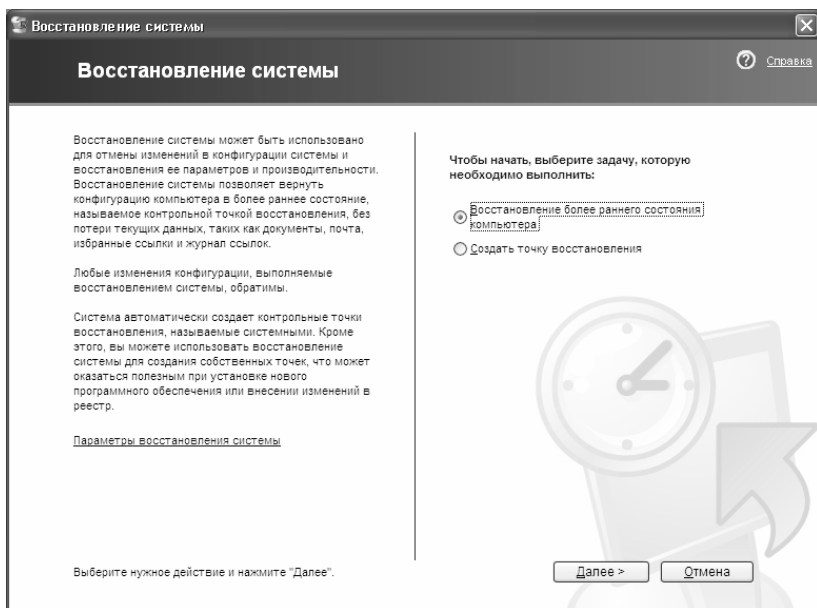 Восстановление системы
Восстановление системы
Справка
Восстановление системы может быть использовано
для отмены изменений в конфигурации системы и
восстановления ее параметров и производительности.
Восстановление системы позволяет вернуть
конфигурацию компьютера в более раннее состояние,
называемое контрольной точкой восстановления, без
потери текущих данных, таких как документы, почта,
избранные ссылки и журнал ссылок.
Любые изменения конфигурации, выполняемые
восстановлением системы, обратимы.
Система автоматически создает контрольные точки
восстановления, называемые системными. Кроме
этого, вы можете использовать восстановление
системы для создания собственных точек, что может
оказаться полезным при установке нового
программного обеспечения или внесении изменений в
реестр.
Параметры восстановления системы
Выберите нужное действие и нажмите "Далее".
Чтобы начать, выберите задачу, которую
необходимо выполнить:
Восстановление более раннего состояния
компьютера
Создать точку восстановления
Далее >
Отмена